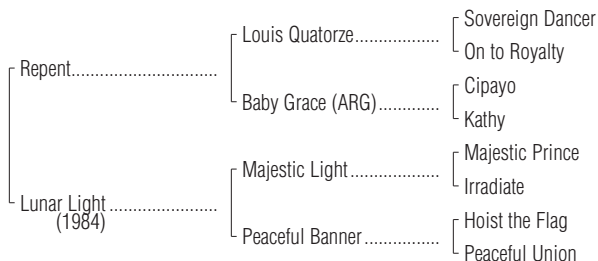 Sovereign Dancer
Louis Quatorze..................
On to Royalty
Repent...............................
Cipayo
Baby Grace (ARG).............
Kathy
Majestic Prince
Majestic Light...................
Irradiate
Lunar Light.......................
(1984)
Hoist the Flag
Peaceful Banner................
Peaceful Union